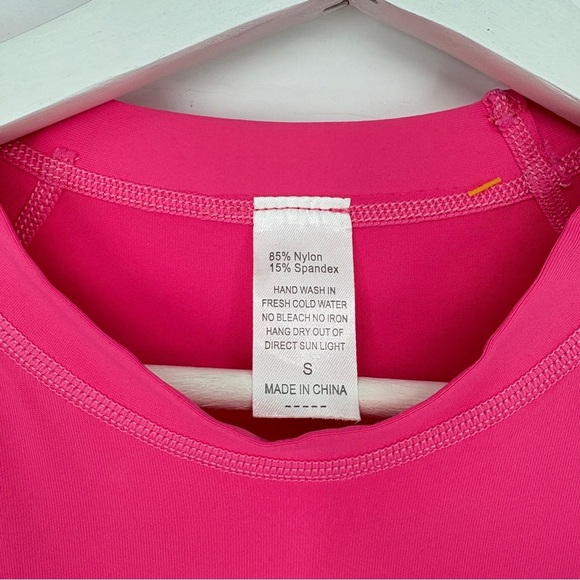 85% Nylon
15% Spandex
HAND WASH IN
FRESH COLD WATER
NO BLEACH NO IRON
HANG DRY OUT OF
DIRECT SUN LIGHT
S
MADE IN CHINA